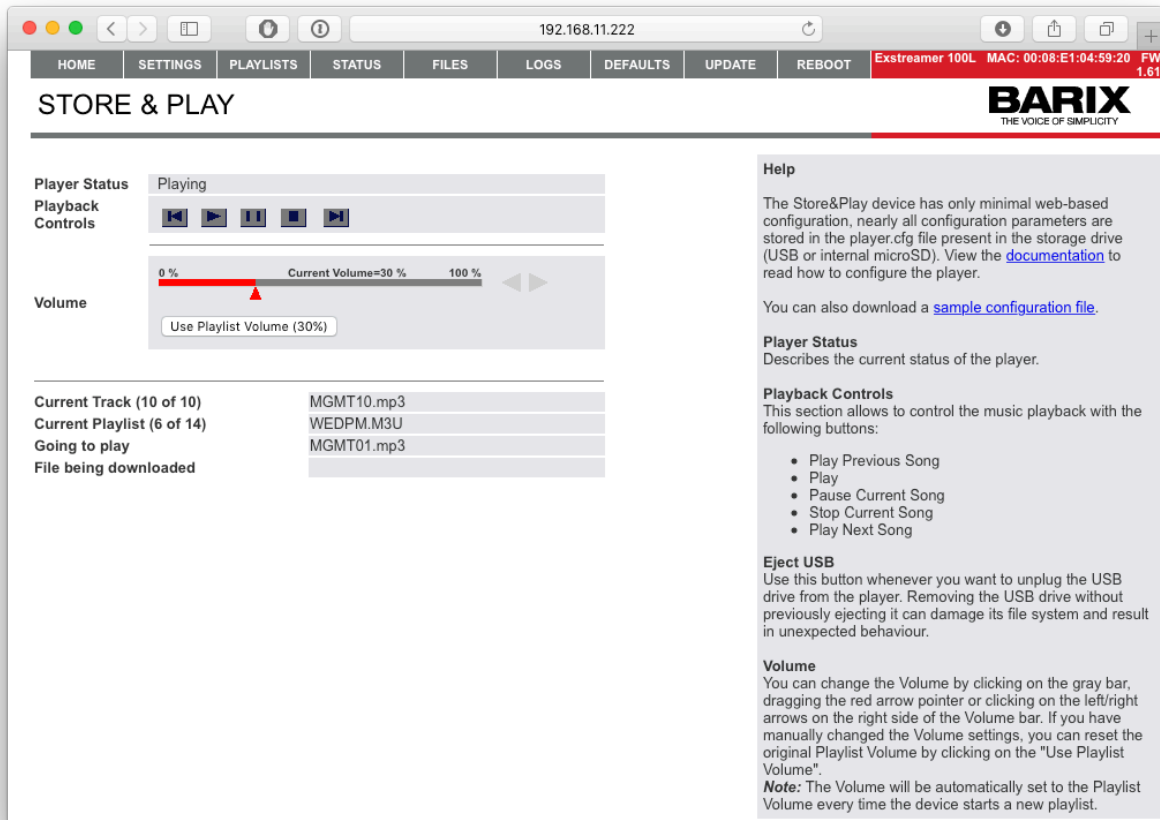 192.168.11.222
HOME SETTINGS PLAYLISTS STATUS FILES LOGS DEFAULTS UPDATE REBOOT
Exstreamer 100L MAC: 00:08:E1:04:59:20 FW
1.61
STORE & PLAY
BARIX
THE VOICE OF SIMPLICITY
Player Status Playing
Playback
Controls
0 % Current Volume=30 % 100 %
Volume
Use Playlist Volume (30%)
Current Track (10 of 10) MGMT10.mp3
Current Playlist (6 of 14) WEDPM.M3U
Going to play MGMT01.mp3
File being downloaded
Help
The Store&Play device has only minimal web-based
configuration, nearly all configuration parameters are
stored in the player.cfg file present in the storage drive
(USB or internal microSD). View the documentation to
read how to configure the player.
You can also download a sample configuration file.
Player Status
Describes the current status of the player.
Playback Controls
This section allows to control the music playback with the
following buttons:
• Play Previous Song
• Play
• Pause Current Song
• Stop Current Song
• Play Next Song
Eject USB
Use this button whenever you want to unplug the USB
drive from the player. Removing the USB drive without
previously ejecting it can damage its file system and result
in unexpected behaviour.
Volume
You can change the Volume by clicking on the gray bar,
dragging the red arrow pointer or clicking on the left/right
arrows on the right side of the Volume bar. If you have
manually changed the Volume settings, you can reset the
original Playlist Volume by clicking on the "Use Playlist
Volume".
Note: The Volume will be automatically set to the Playlist
Volume every time the device starts a new playlist.